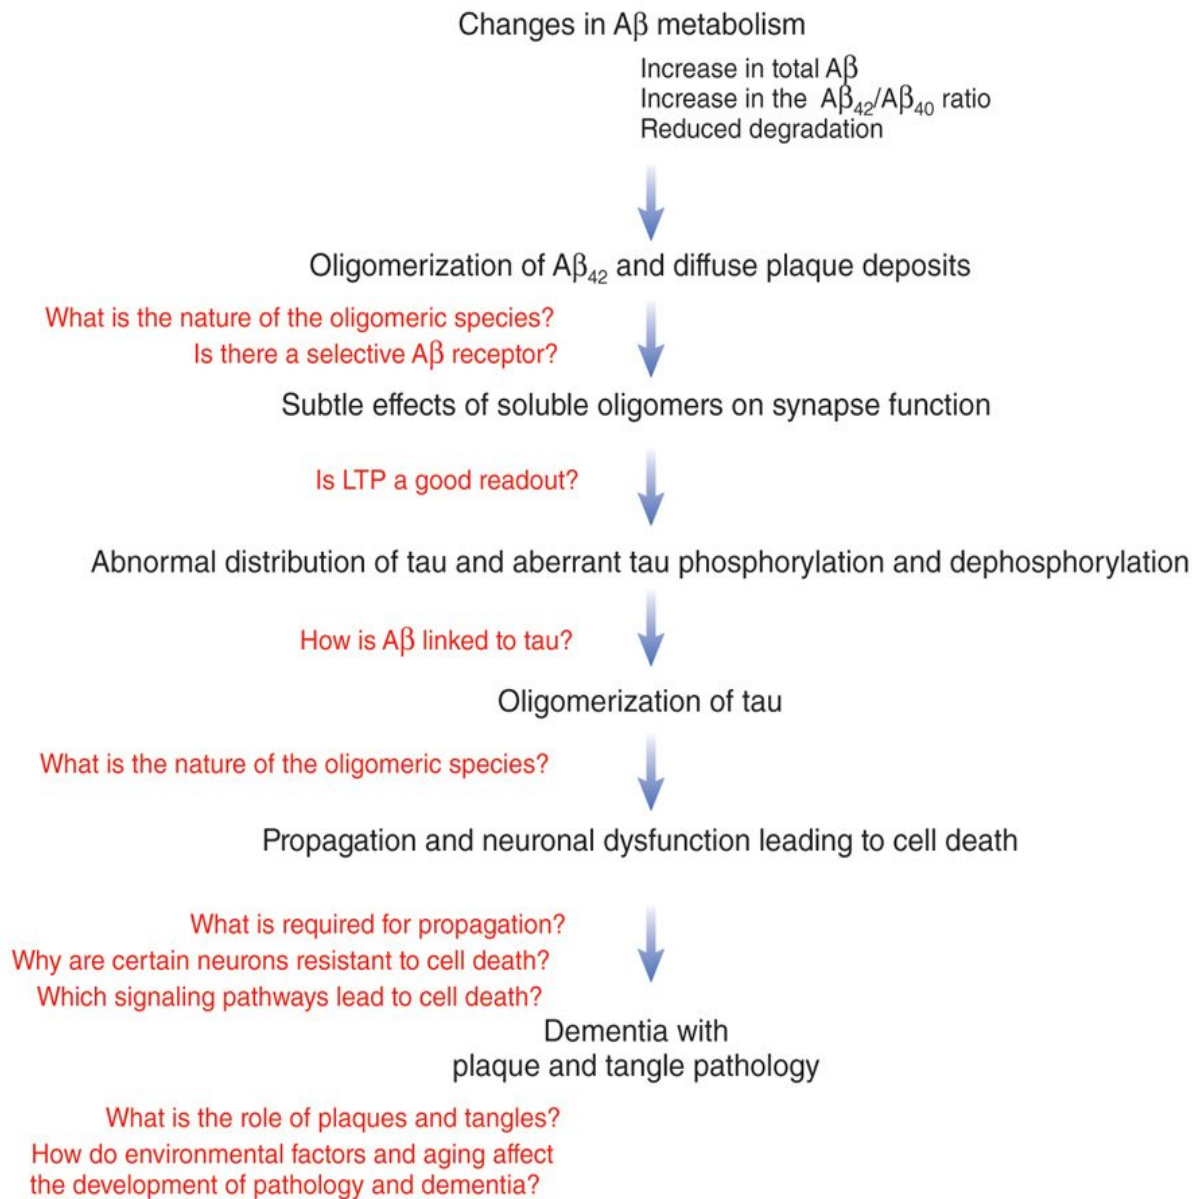 Changes in Aβ metabolism
Increase in total Aβ
Increase in the Aβ₄₂/Aβ₄₀ ratio
Reduced degradation
Oligomerization of Aβ₄₂ and diffuse plaque deposits
What is the nature of the oligomeric species?
Is there a selective Aβ receptor?
Subtle effects of soluble oligomers on synapse function
Is LTP a good readout?
Abnormal distribution of tau and aberrant tau phosphorylation and dephosphorylation
How is Aβ linked to tau?
Oligomerization of tau
What is the nature of the oligomeric species?
Propagation and neuronal dysfunction leading to cell death
What is required for propagation?
Why are certain neurons resistant to cell death?
Which signaling pathways lead to cell death?
Dementia with
plaque and tangle pathology
What is the role of plaques and tangles?
How do environmental factors and aging affect
the development of pathology and dementia?